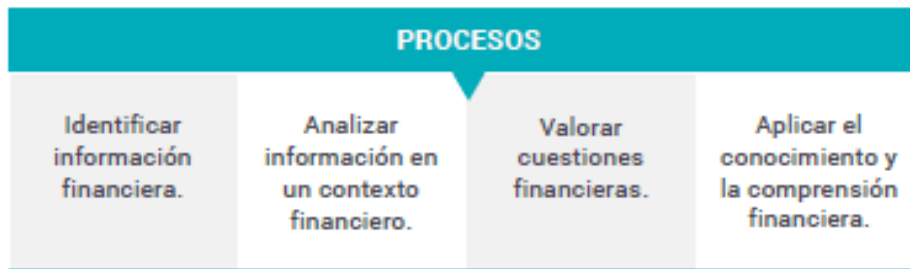 PROCESOS
Identificar
información
financiera.
Analizar
información en
un contexto
financiero.
Valorar
cuestiones
financieras.
Aplicar el
conocimiento y
la comprensión
financiera.